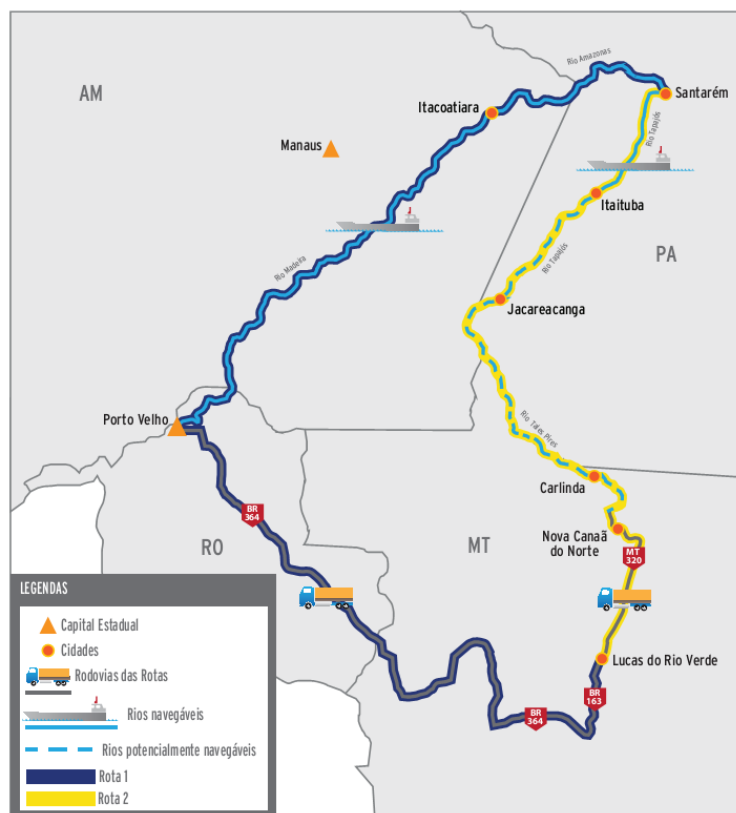 AM
Rio Amazonas
Santarém
Itacoatiara
Manaus
Rio Tapajós
Itaituba
Rio Madeira
Rio Tapajós
PA
Jacareacanga
Porto Velho
Rio Teles Pires
Carlinda
BR
364
RO
MT
Nova Canaã
do Norte
MT
320
Lucas do Rio Verde
BR
163
BR
364
LEGENDAS
Capital Estadual
Cidades
Rodovias das Rotas
Rios navegáveis
Rios potencialmente navegáveis
Rota 1
Rota 2